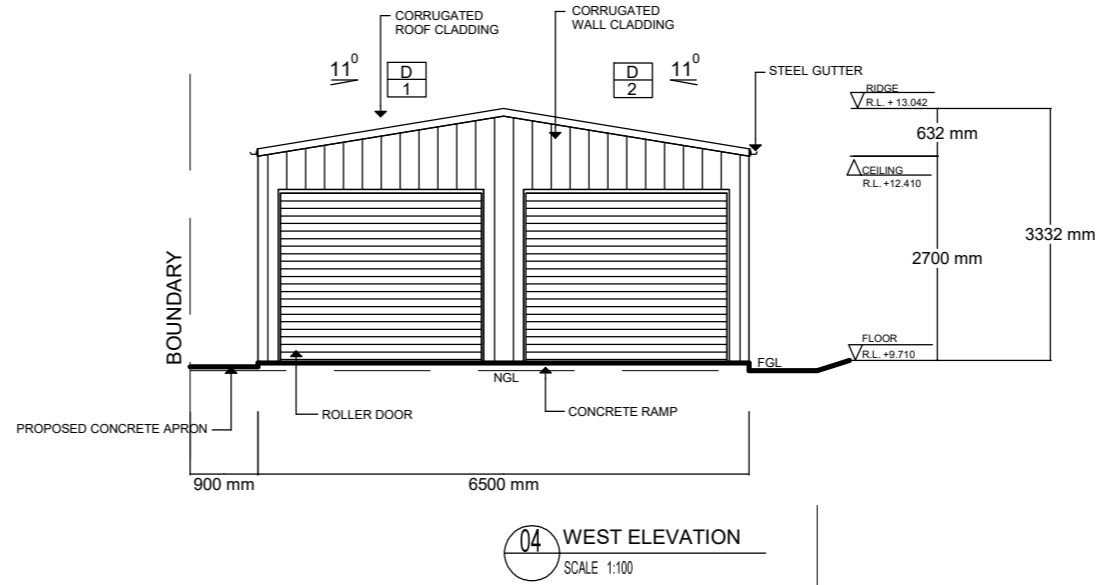 CORRUGATED
ROOF CLADDING
CORRUGATED
WALL CLADDING
11⁰
D
1
D
2
11⁰
STEEL GUTTER
RIDGE
R.L. + 13.042
632 mm
CEILING
R.L. +12.410
3332 mm
2700 mm
BOUNDARY
FLOOR
R.L. +9.710
FGL
NGL
ROLLER DOOR
CONCRETE RAMP
PROPOSED CONCRETE APRON
900 mm
6500 mm
04
WEST ELEVATION
SCALE 1:100